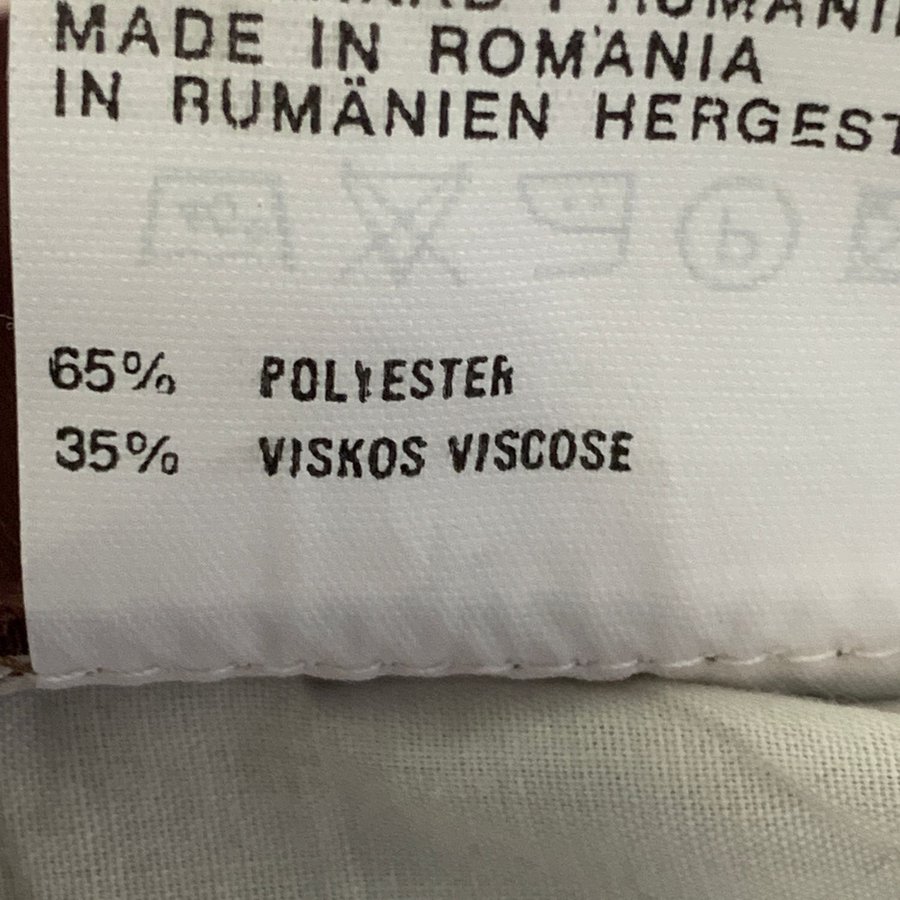 MADE IN ROMANIA
IN RUMÄNIEN HERGEST
65% POLYESTER
35% VISKOS VISCOSE